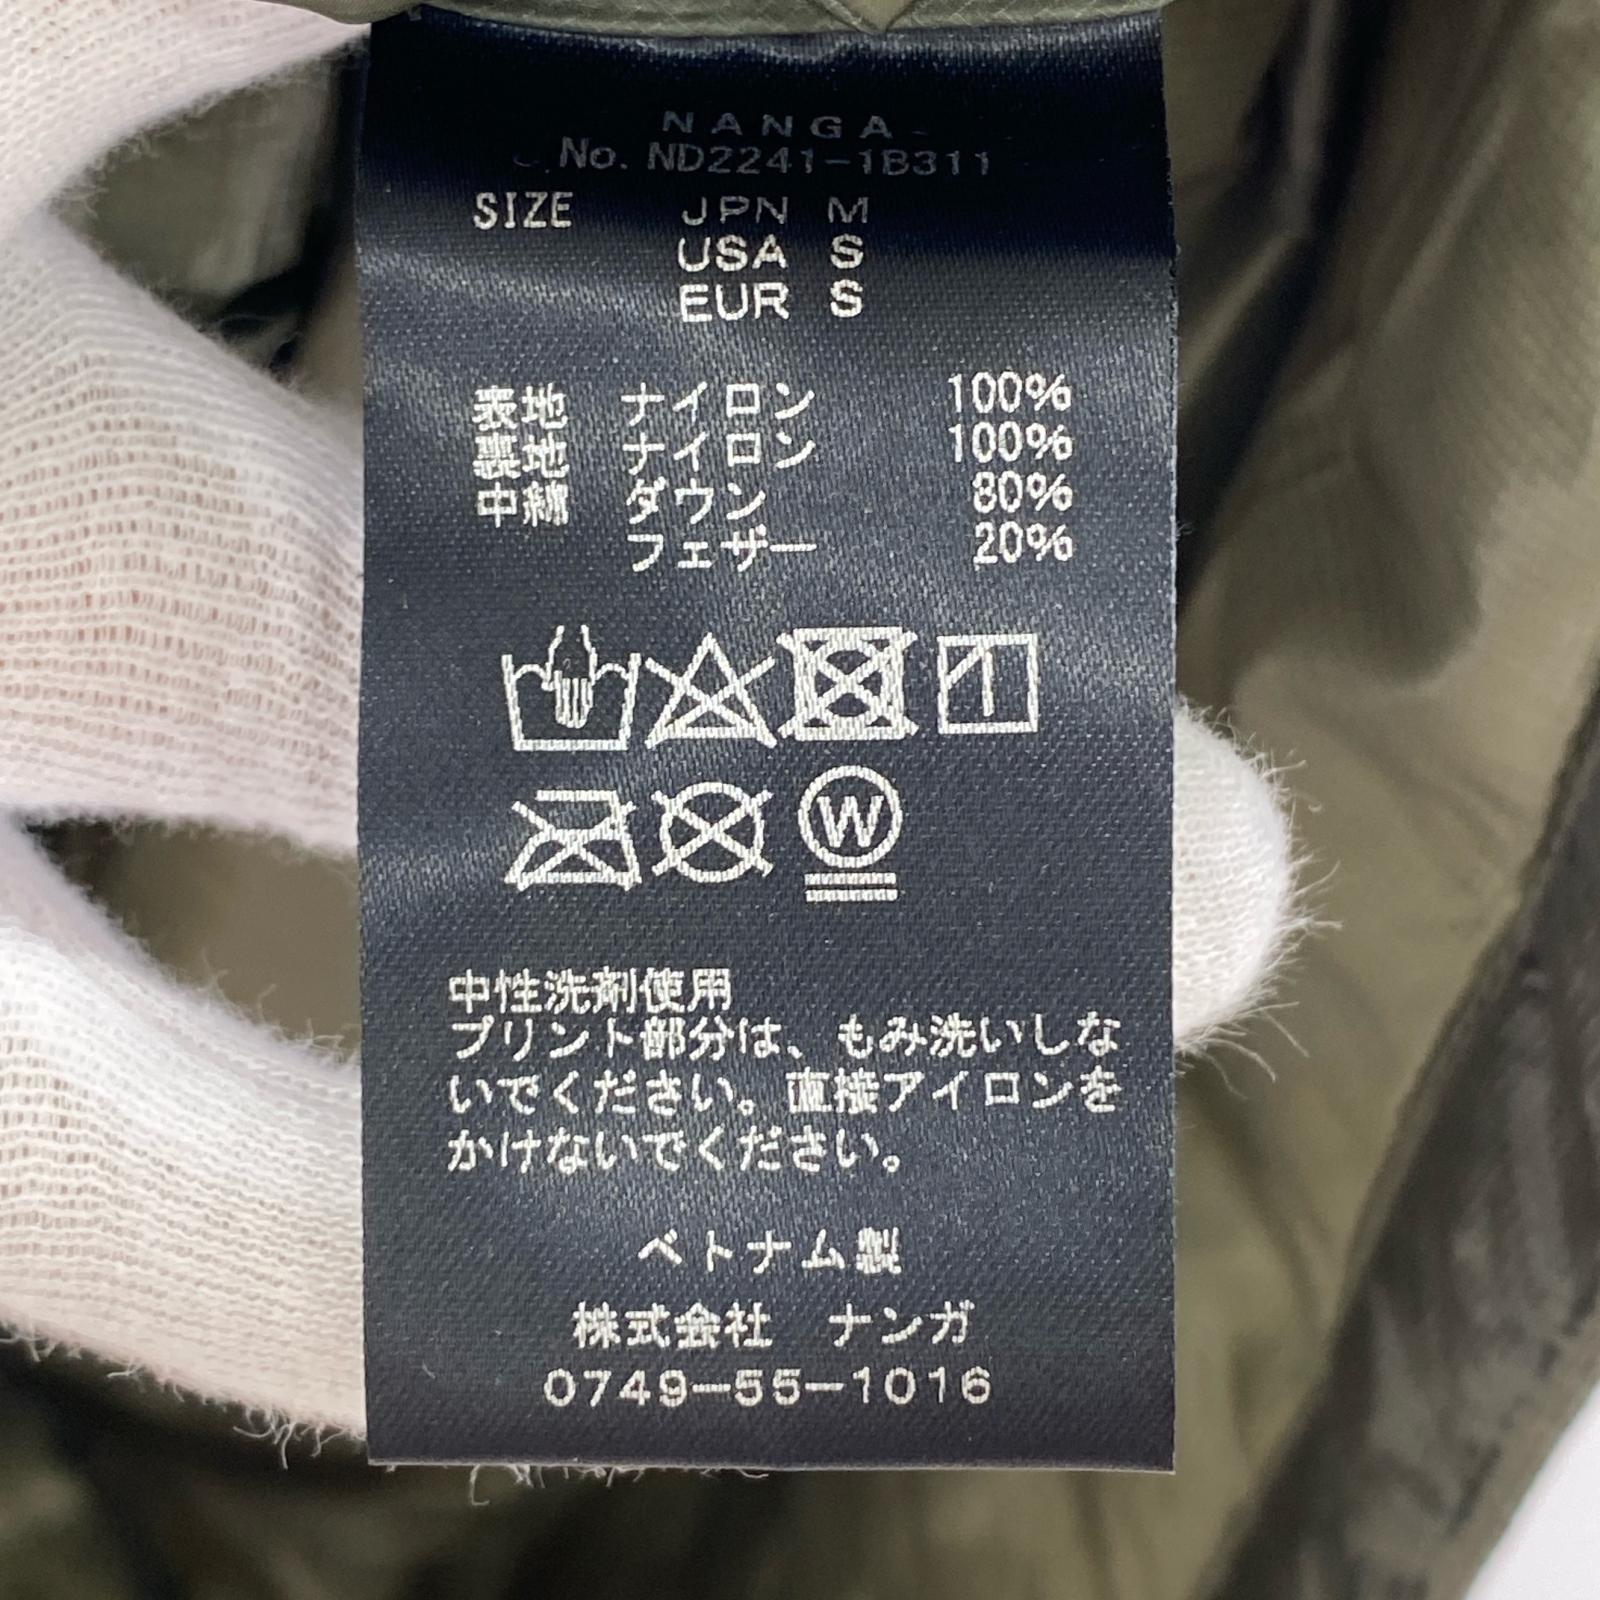 NANGA
No. ND2241-1B311
SIZE JPN M
USA S
EUR S
表地 ナイロン 100%
裏地 ナイロン 100%
中綿 ダウン 80%
フェザー 20%
W
中性洗剤使用
プリント部分は、もみ洗いしな
いでください。直接アイロンを
かけないでください。
ベトナム製
株式会社 ナンガ
0749-55-1016